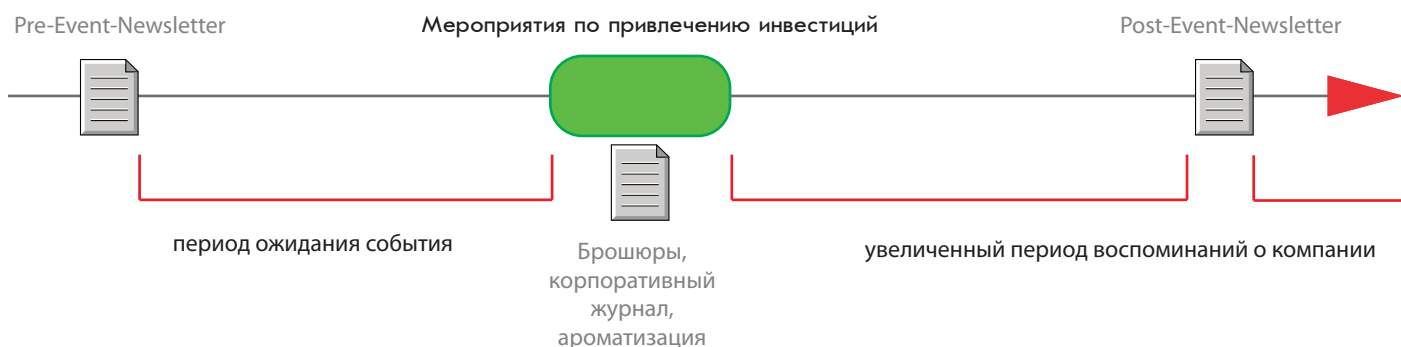 Pre-Event-Newsletter
Мероприятия по привлечению инвестиций
Post-Event-Newsletter
период ожидания события
Брошюры,
корпоративный
журнал,
ароматизация
увеличенный период воспоминаний о компании